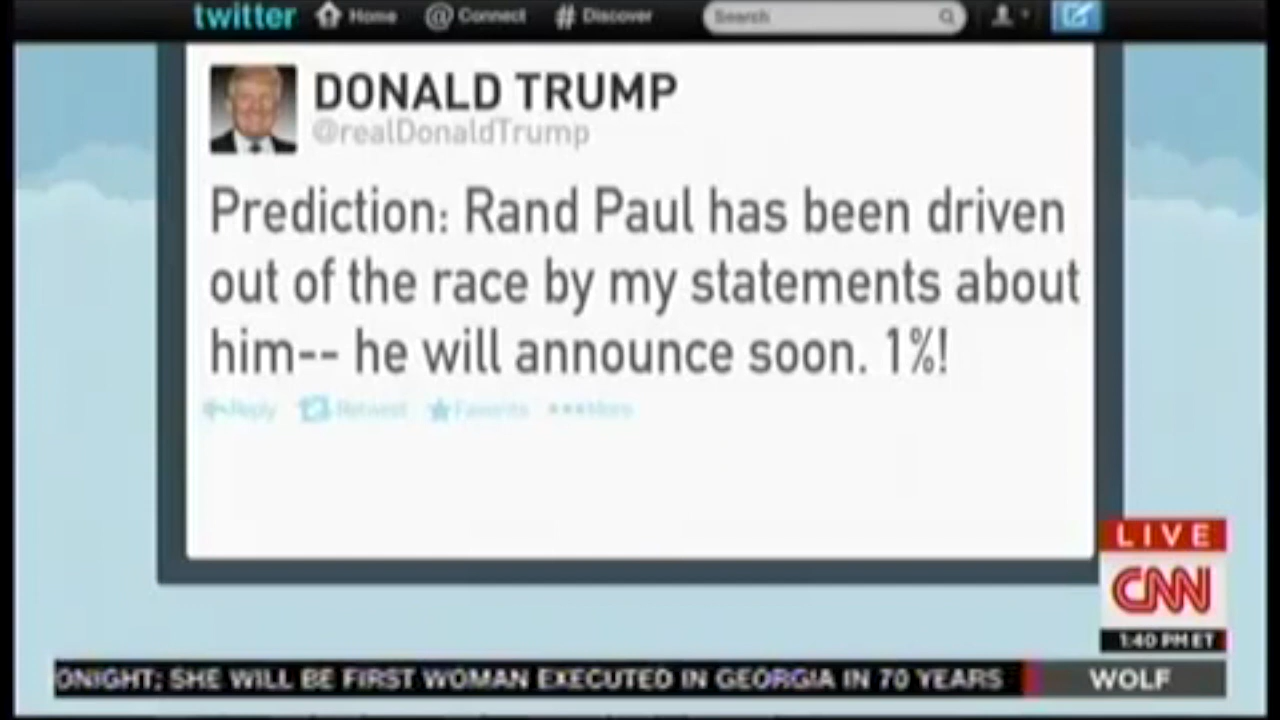 twitter Home @ Connect # Discover Search
DONALD TRUMP
@realDonaldTrump
Prediction: Rand Paul has been driven
out of the race by my statements about
him-- he will announce soon. 1%!
Reply Retweet Favorite •••More
LIVE
CNN
1:40 PM ET
ONIGHT; SHE WILL BE FIRST WOMAN EXECUTED IN GEORGIA IN 70 YEARS WOLF